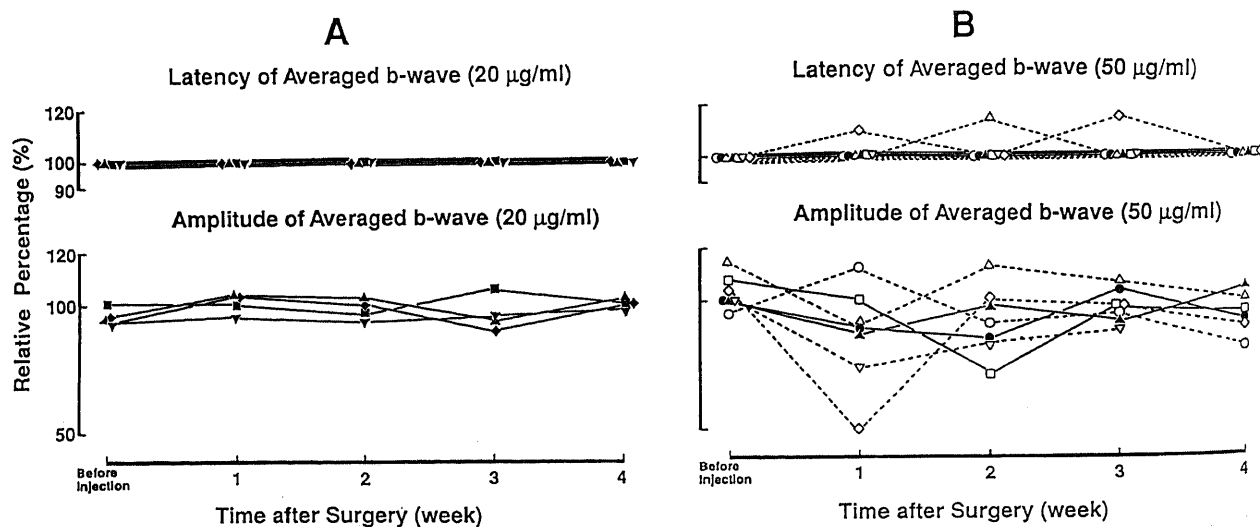 A
Latency of Averaged b-wave (20 μg/ml)
120
100
90
Relative Percentage (%)
Amplitude of Averaged b-wave (20 μg/ml)
120
100
50
Before
Injection
1
2
3
4
Time after Surgery (week)
B
Latency of Averaged b-wave (50 μg/ml)
Amplitude of Averaged b-wave (50 μg/ml)
Before
Injection
1
2
3
4
Time after Surgery (week)